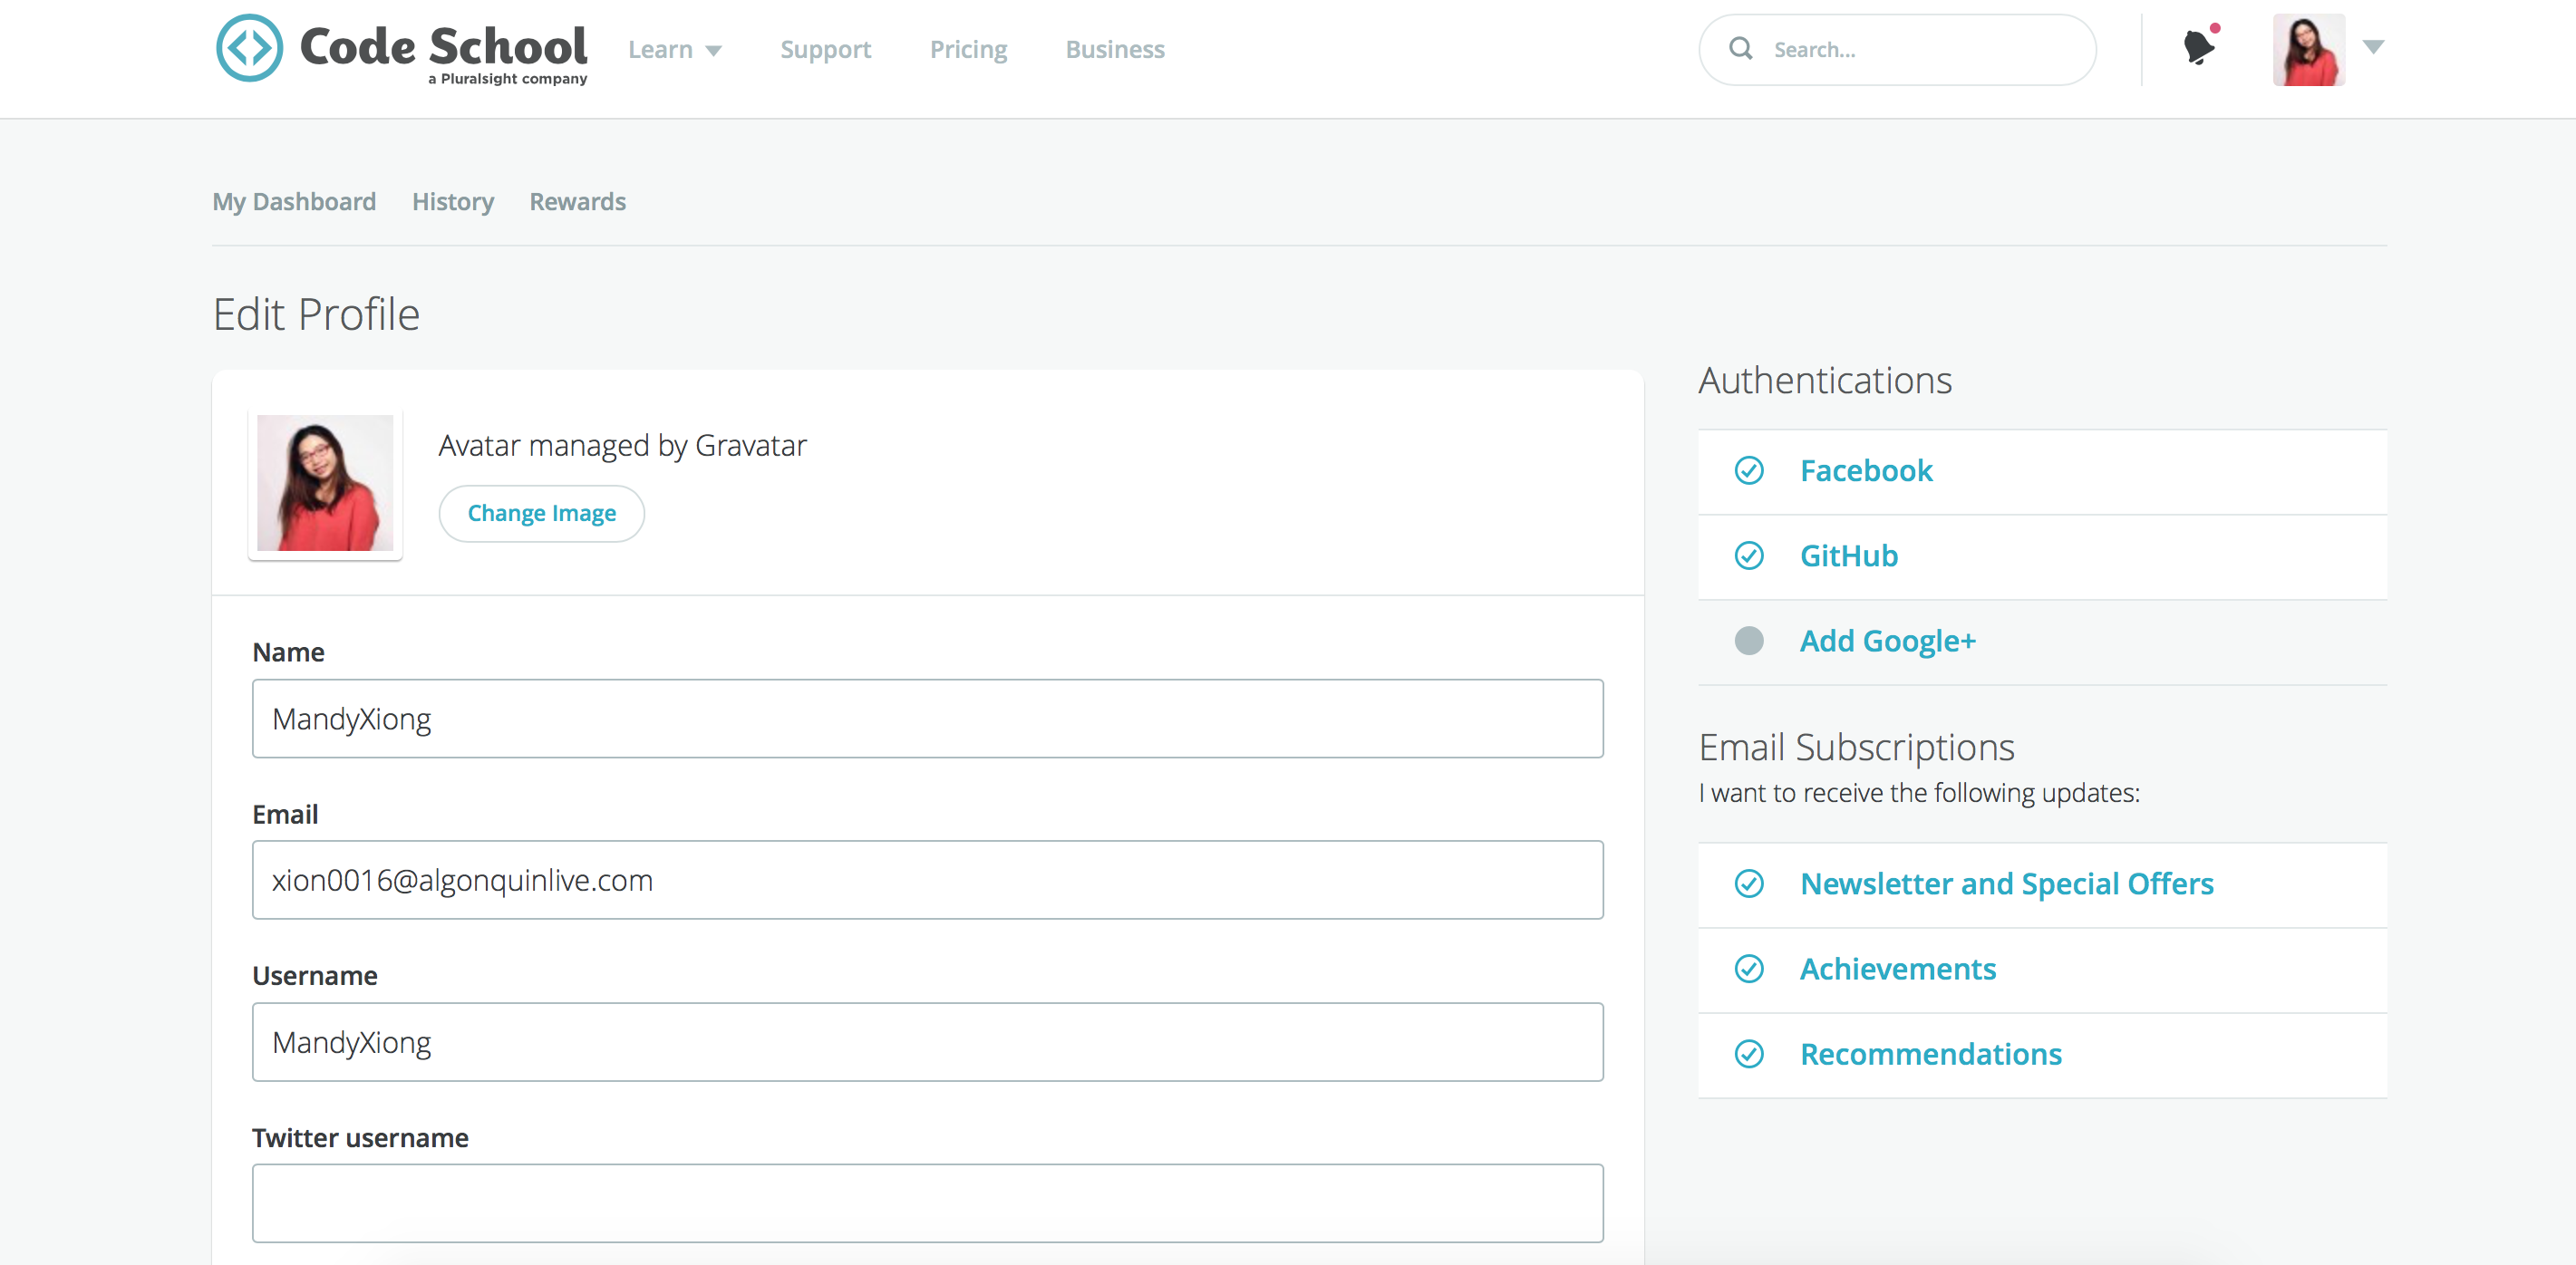 Code School
a Pluralsight company
Learn
Support
Pricing
Business
Search...
My Dashboard
History
Rewards
Edit Profile
Avatar managed by Gravatar
Change Image
Name
MandyXiong
Email
xion0016@algonquinlive.com
Username
MandyXiong
Twitter username
Authentications
Facebook
GitHub
Add Google+
Email Subscriptions
I want to receive the following updates:
Newsletter and Special Offers
Achievements
Recommendations